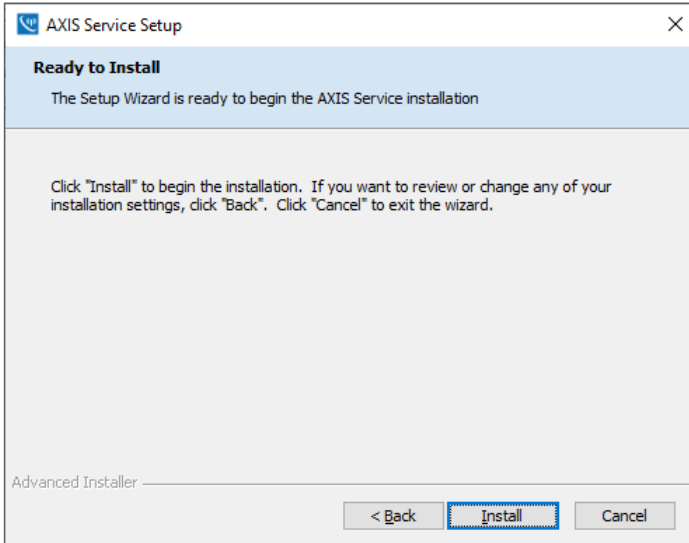 AXIS Service Setup
Ready to Install
The Setup Wizard is ready to begin the AXIS Service installation
Click "Install" to begin the installation.  If you want to review or change any of your
installation settings, click "Back".  Click "Cancel" to exit the wizard.
Advanced Installer
< Back
Install
Cancel